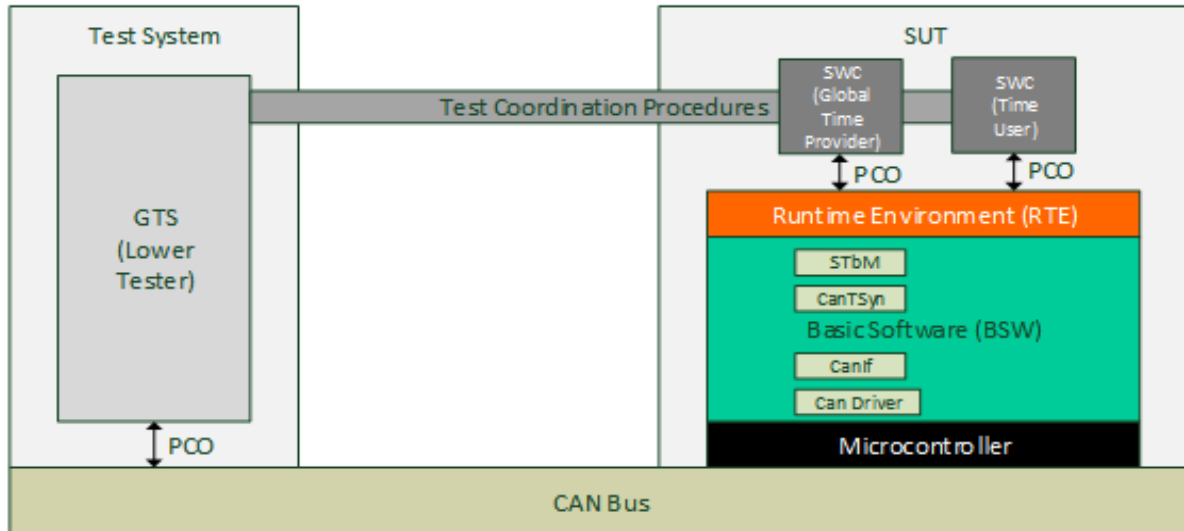 Test System
GTS
(Lower
Tester)
PCO
Test Coordination Procedures
SUT
SWC
(Global
Time
Provider)
SWC
(Time
User)
PCO
PCO
Runtime Environment (RTE)
STbM
CanTSyn
Basic Software (BSW)
CanIf
Can Driver
Microcontroller
CAN Bus